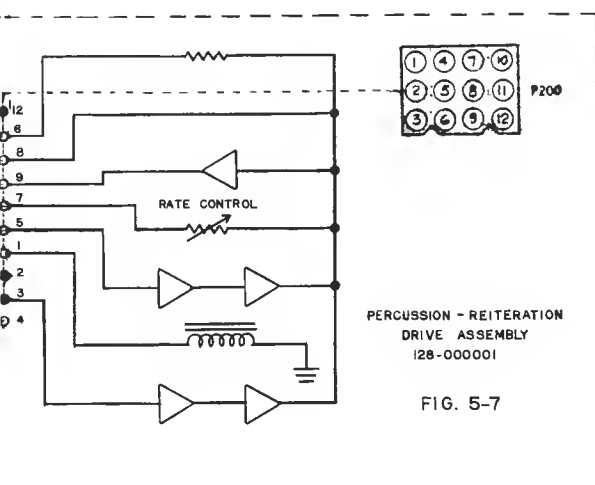 1 4 7 10
2 5 8 11
3 6 9 12
P200
12
6
8
9
7
5
1
2
3
4
RATE CONTROL
PERCUSSION - REITERATION
DRIVE ASSEMBLY
128-000001
FIG. 5-7